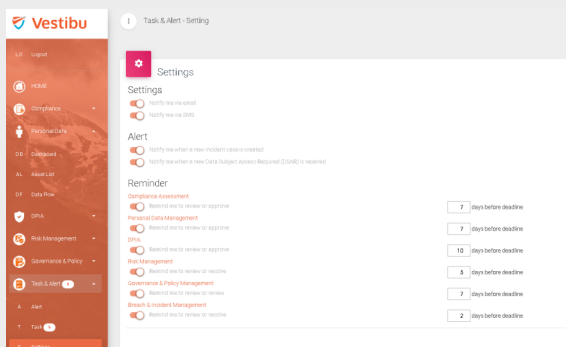 Vestibu
Task & Alert - Setting
LO Logout
HOME
Compliance
Personal Data
DB Dashboard
AL Asset List
DF Data Flow
DPIA
Risk Management
Governance & Policy
Task & Alert
A Alert
T Task
S Settings
Settings
Settings
Notify me via email
Notify me via SMS
Alert
Notify me when a new incident case is created
Notify me when a new Data Subject Access Required (DSAR) is received
Reminder
Compliance Assessment
Remind me to review or approve 7 days before deadline
Personal Data Management
Remind me to review or approve 7 days before deadline
DPIA
Remind me to review or approve 10 days before deadline
Risk Management
Remind me to review or resolve 5 days before deadline
Governance & Policy Management
Remind me to review or review 7 days before deadline
Breach & Incident Management
Remind me to review or resolve 2 days before deadline